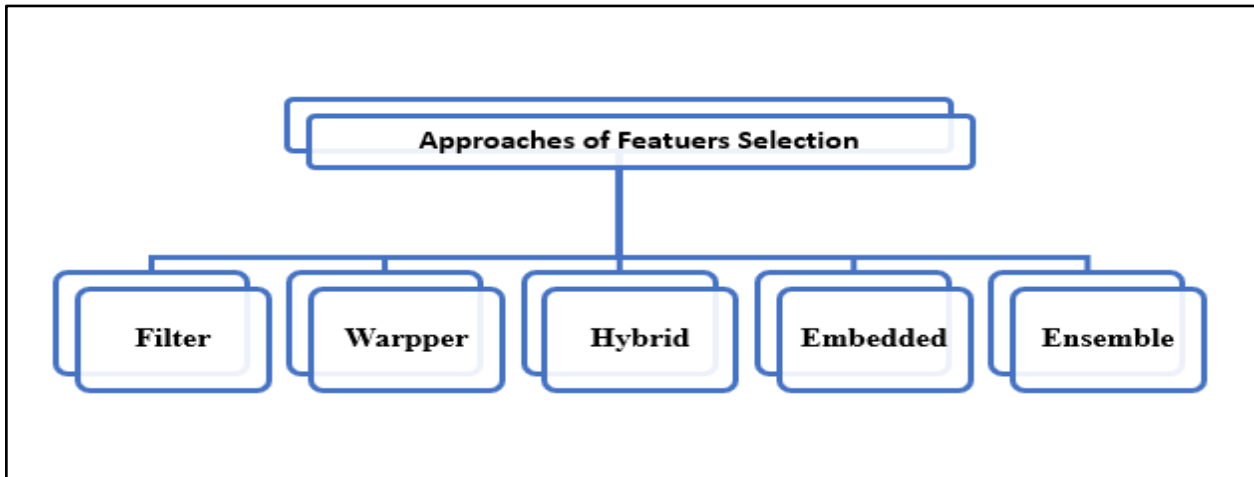 Approaches of Featuers Selection
Filter
Warpper
Hybrid
Embedded
Ensemble